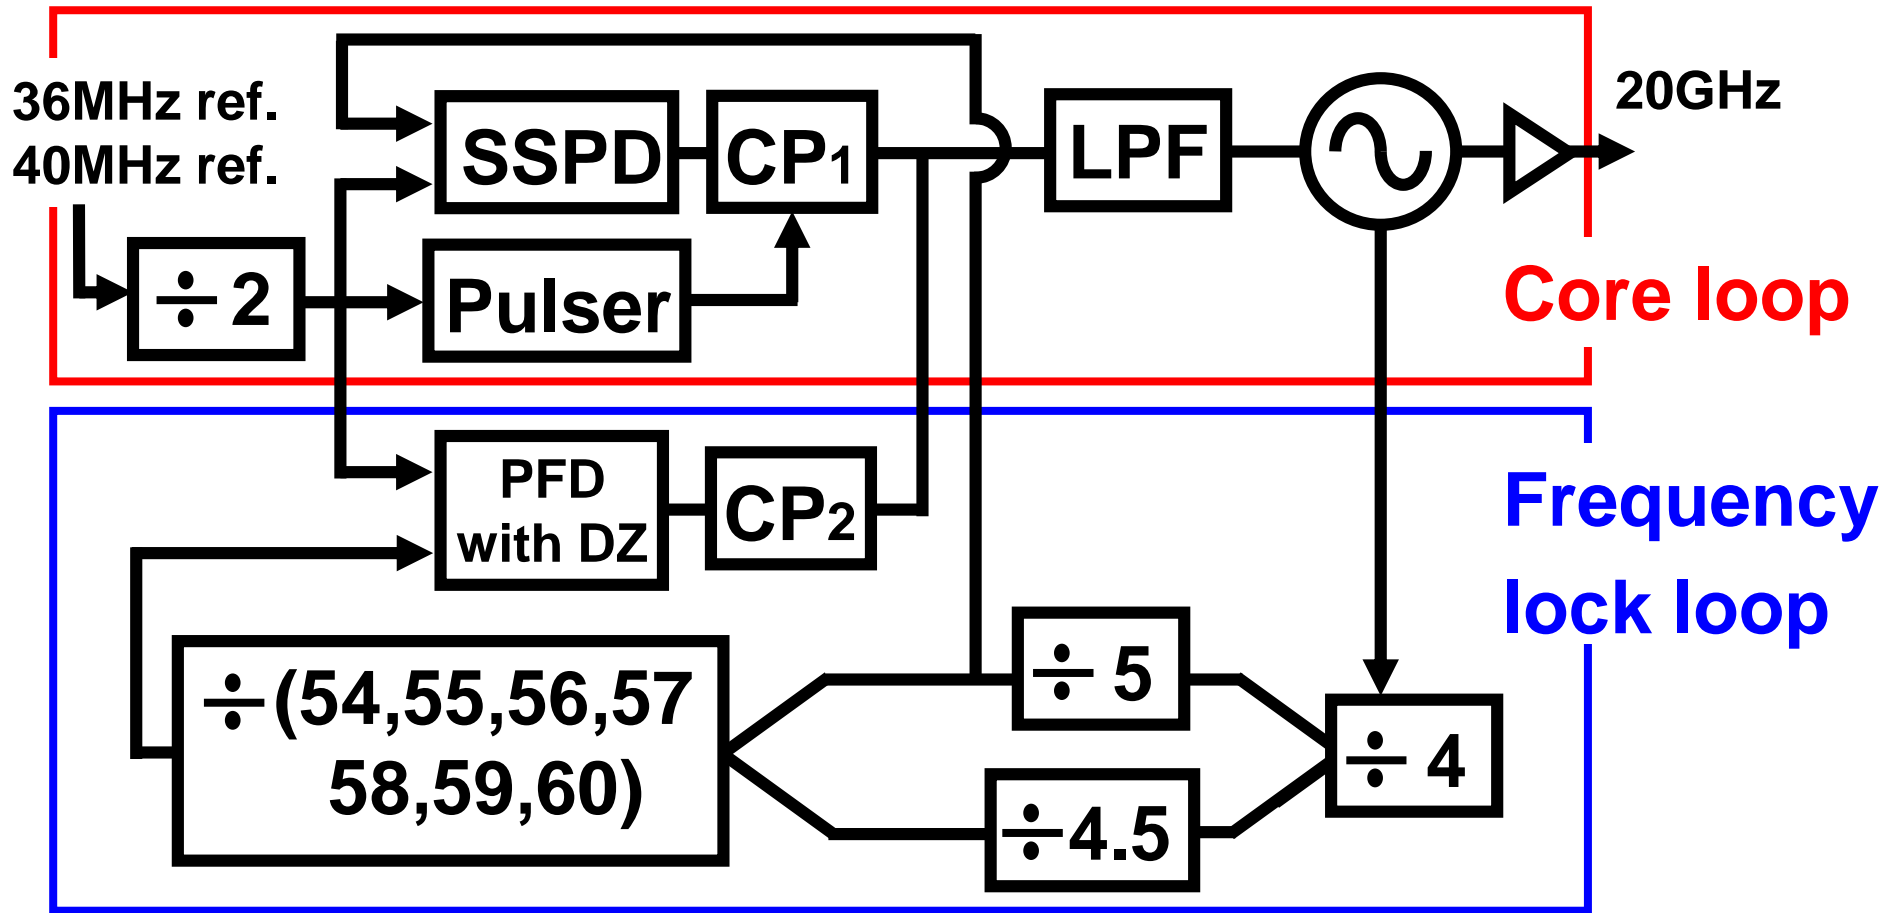 36MHz ref.
40MHz ref.
20GHz
SSPD
CP1
LPF
÷ 2
Pulser
Core loop
PFD
with DZ
CP2
Frequency
lock loop
÷(54,55,56,57
58,59,60)
÷ 5
÷ 4
÷4.5